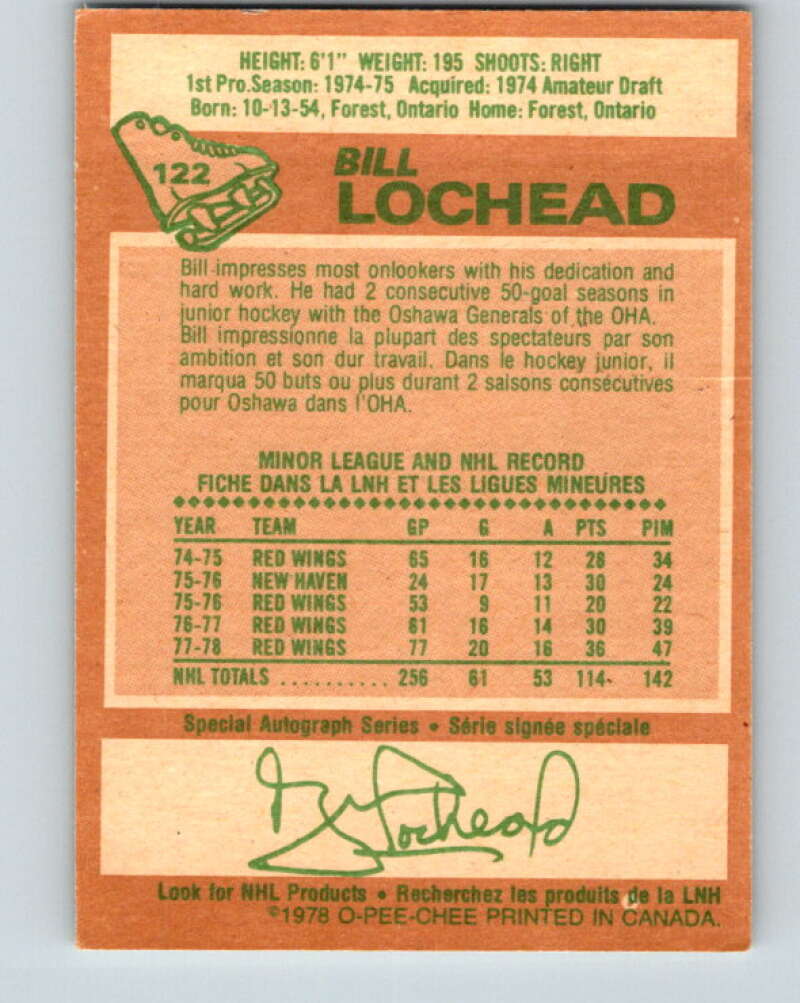 HEIGHT: 6'1" WEIGHT: 195 SHOOTS: RIGHT
1st Pro.Season: 1974-75 Acquired: 1974 Amateur Draft
Born: 10-13-54, Forest, Ontario Home: Forest, Ontario
122
BILL
LOCHEAD
Bill impresses most onlookers with his dedication and
hard work. He had 2 consecutive 50-goal seasons in
junior hockey with the Oshawa Generals of the OHA.
Bill impressionne la plupart des spectateurs par son
ambition et son dur travail. Dans le hockey junior, il
marqua 50 buts ou plus durant 2 saisons consécutives
pour Oshawa dans l'OHA.
MINOR LEAGUE AND NHL RECORD
FICHE DANS LA LNH ET LES LIGUES MINEURES
YEAR TEAM GP G A PTS PIM
74-75 RED WINGS 65 16 12 28 34
75-76 NEW HAVEN 24 17 13 30 24
75-76 RED WINGS 53 9 11 20 22
76-77 RED WINGS 61 16 14 30 39
77-78 RED WINGS 77 20 16 36 47
NHL TOTALS .......... 256 61 53 114 142
Special Autograph Series • Série signée spéciale
Bill Lochead
Look for NHL Products • Recherchez les produits de la LNH
©1978 O-PEE-CHEE PRINTED IN CANADA.